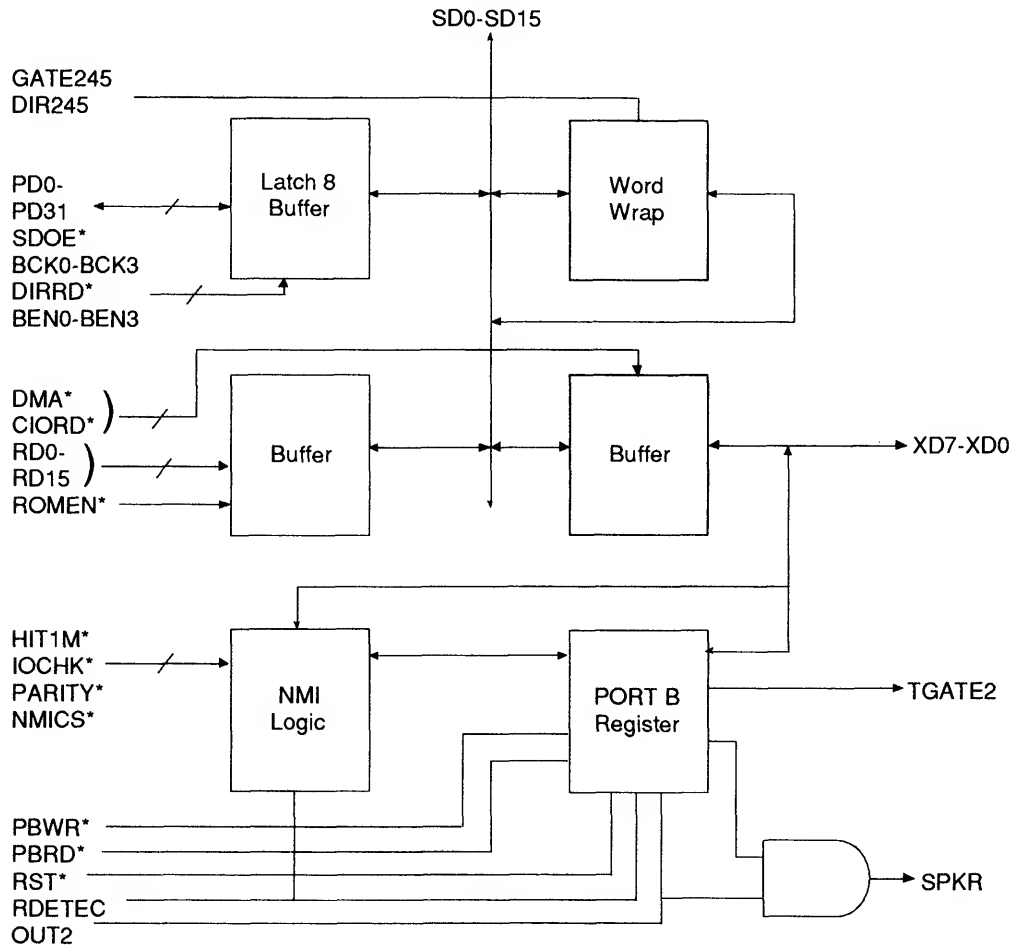 SD0-SD15
GATE245
DIR245
Latch 8
Buffer
Word
Wrap
PD0-
PD31
SDOE*
BCK0-BCK3
DIRRD*
BEN0-BEN3
DMA*
CIORD*
)
RD0-
RD15
)
ROMEN*
Buffer
Buffer
XD7-XD0
HIT1M*
IOCHK*
PARITY*
NMICS*
NMI
Logic
PORT B
Register
TGATE2
PBWR*
PBRD*
RST*
RDETEC
OUT2
SPKR